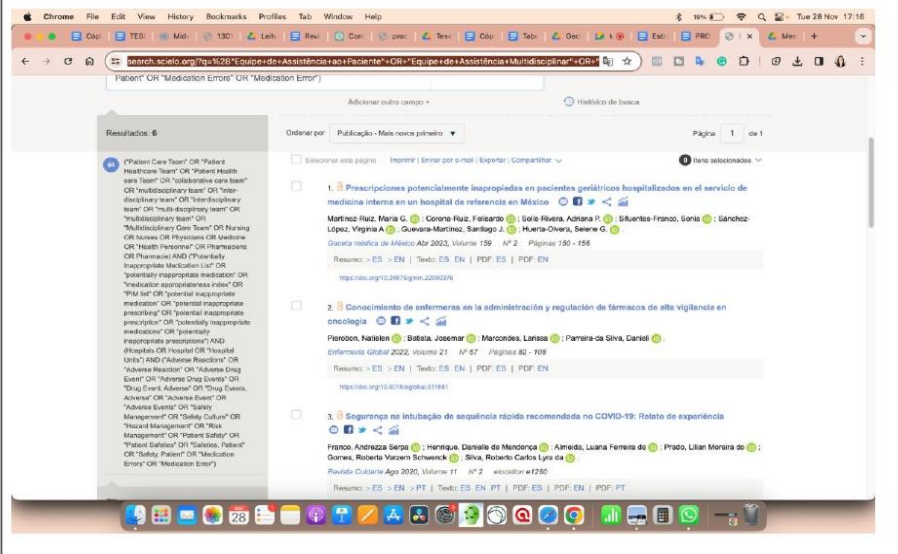 Chrome File Edit View History Bookmarks Profiles Tab Window Help
Tue 28 Nov 17:16
search.scielo.org/?q=%28"Equipe+de+Assistência+ao+Paciente"+OR+"Equipe+de+Assistência+Multidisciplinar"+OR+"
Patient" OR "Medication Errors" OR "Medication Error")
Adicionar outro campo +
Histórico de busca
Resultados: 6
Ordenar por Publicação - Mais novos primeiro
Página 1 de 1
("Patient Care Team" OR "Patient
Healthcare Team" OR "Patient Health
care Team" OR "collaborative care team"
OR "multidisciplinary team" OR "inter-
disciplinary team" OR "interdisciplinary
team" OR "multi-disciplinary team" OR
"multidisciplinary team" OR
"Multidisciplinary Care Team" OR Nursing
OR Nurses OR Physicians OR Medicine
OR "Health Personnel" OR Pharmaciens
OR Pharmacie) AND ("Potentially
Inappropriate Medication List" OR
"potentially inappropriate medication" OR
"medication appropriateness index" OR
"PIM list" OR "potential inappropriate
medication" OR "potential inappropriate
prescribing" OR "potential inappropriate
prescription" OR "potentially inappropriate
medications" OR "potentially
inappropriate prescriptions") AND
(Hospitals OR Hospital OR "Hospital
Units") AND ("Adverse Reactions" OR
"Adverse Reaction" OR "Adverse Drug
Event" OR "Adverse Drug Events" OR
"Drug Event, Adverse" OR "Drug Events,
Adverse" OR "Adverse Event" OR
"Adverse Events" OR "Safety
Management" OR "Safety Culture" OR
"Hazard Management" OR "Risk
Management" OR "Patient Safety" OR
"Patient Safeties" OR "Safeties, Patient"
OR "Safety, Patient" OR "Medication
Errors" OR "Medication Error")
Selecionar esta página Imprimir | Enviar por e-mail | Exportar | Compartilhar
0 Itens selecionados
1. Prescripciones potencialmente inapropiadas en pacientes geriátricos hospitalizados en el servicio de
medicina interna en un hospital de referencia en México
Martínez-Ruiz, Maria G. ; Corona-Ruiz, Felicardo ; Solís-Rivera, Adriana P. ; Sifuentes-Franco, Sonia ; Sánchez-
López, Virginia A ; Guevara-Martínez, Santiago J. ; Huerta-Olvera, Selene G.
Gaceta médica de México Abr 2023, Volume 159 Nº 2 Páginas 150 - 156
Resumo: > ES > EN | Texto: ES EN | PDF: ES | PDF: EN
2. Conocimiento de enfermeras en la administración y regulación de fármacos de alta vigilancia en
oncología
Pierobon, Natielen ; Batista, Josemar ; Marcondes, Larissa ; Parreira-da Silva, Danieli
Enfermería Global 2022, Volume 21 Nº 67 Páginas 82 - 108
Resumo: > ES > EN | Texto: ES EN | PDF: ES | PDF: EN
3. Segurança na intubação de sequência rápida recomendada no COVID-19: Relato de experiência
Franco, Andrezza Serpa ; Henrique, Danielle de Mendonça ; Almeida, Luana Ferreira de ; Prado, Lilian Moreira do ;
Gomes, Roberta Varzem Schwenck ; Silva, Roberto Carlos Lyra da
Revista Cuidarte Ago 2020, Volume 11 Nº 2 elocation e1260
Resumo: > ES > EN > PT | Texto: ES EN PT | PDF: ES | PDF: EN | PDF: PT